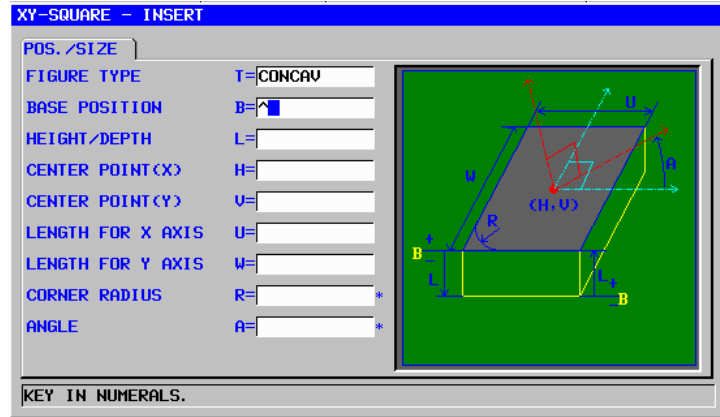 XY-SQUARE - INSERT
POS./SIZE
FIGURE TYPE T=CONCAV
BASE POSITION B=^
HEIGHT/DEPTH L=
CENTER POINT(X) H=
CENTER POINT(Y) V=
LENGTH FOR X AXIS U=
LENGTH FOR Y AXIS W=
CORNER RADIUS R= *
ANGLE A= *
U
W
A
(H,V)
R
+
B
-
L
L
+
-
B
KEY IN NUMERALS.